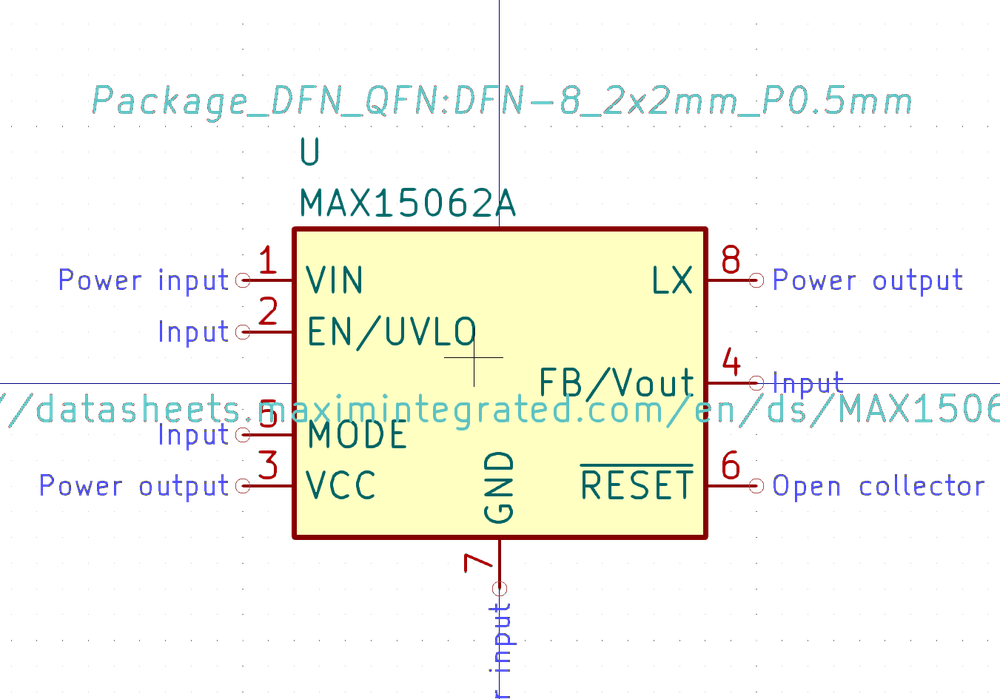 Package_DFN_QFN:DFN-8_2x2mm_P0.5mm
U
MAX15062A
Power input 1 VIN LX 8 Power output
Input 2 EN/UVLO
FB/Vout 4 Input
//datasheets.maximintegrated.com/en/ds/MAX1506
Input 5 MODE
Power output 3 VCC GND RESET 6 Open collector
7
input